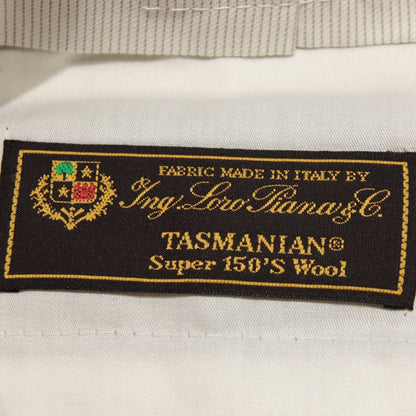 FABRIC MADE IN ITALY BY
Ing. Loro Piana & C.
TASMANIAN®
Super 150'S Wool